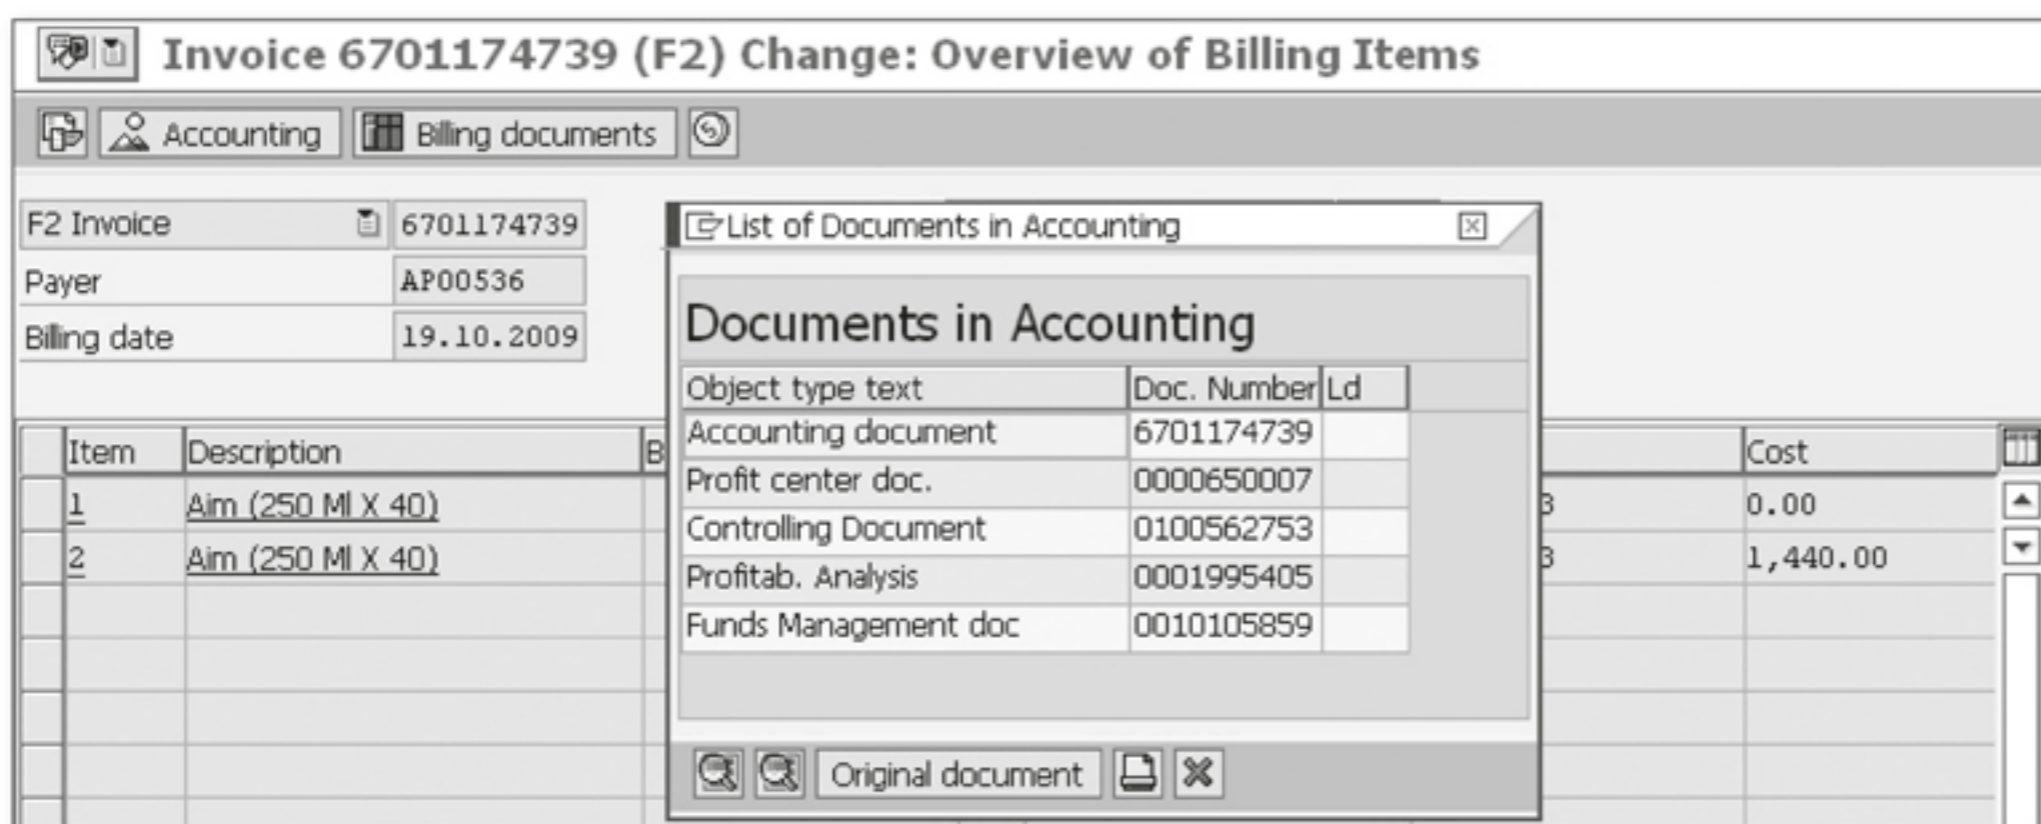 Invoice 6701174739 (F2) Change: Overview of Billing Items
Accounting Billing documents
F2 Invoice 6701174739
Payer AP00536
Billing date 19.10.2009
List of Documents in Accounting
Documents in Accounting
Object type text Doc. Number Ld
Accounting document 6701174739
Profit center doc. 0000650007
Controlling Document 0100562753
Profitab. Analysis 0001995405
Funds Management doc 0010105859
Original document
Item Description B Cost
1 Aim (250 Ml X 40) 3 0.00
2 Aim (250 Ml X 40) 3 1,440.00